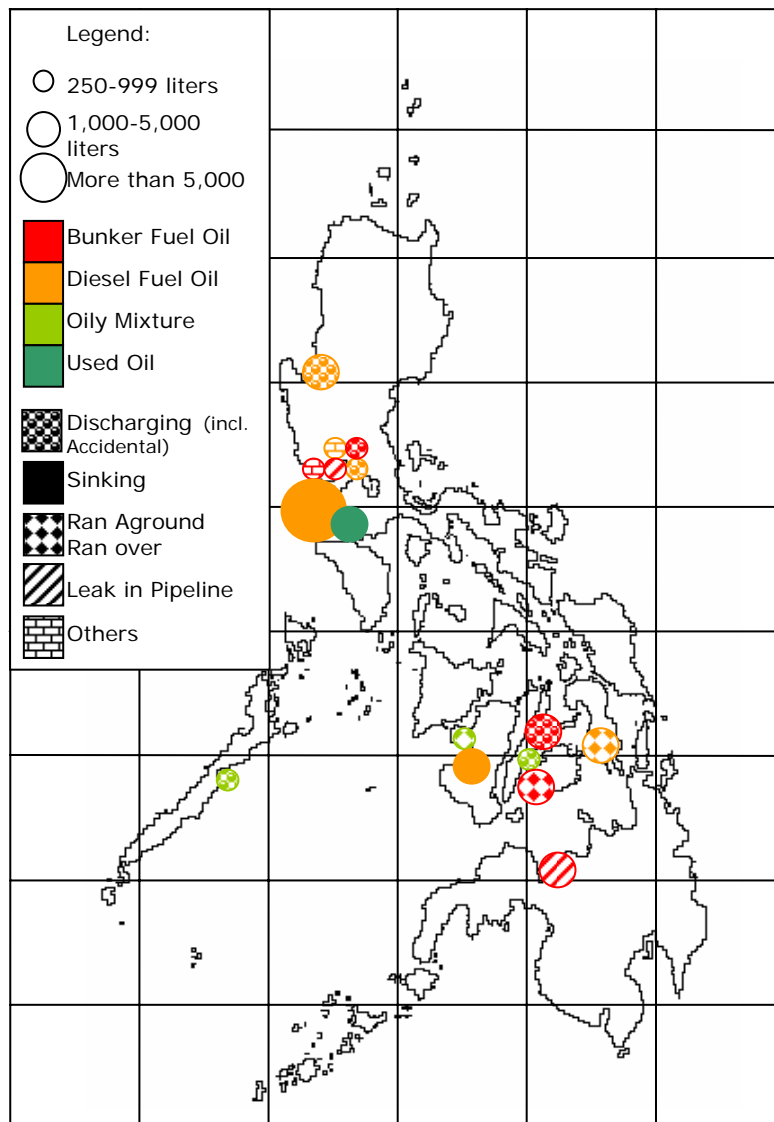 Legend:
250-999 liters
1,000-5,000
liters
More than 5,000
Bunker Fuel Oil
Diesel Fuel Oil
Oily Mixture
Used Oil
Discharging (incl.
Accidental)
Sinking
Ran Aground
Ran over
Leak in Pipeline
Others